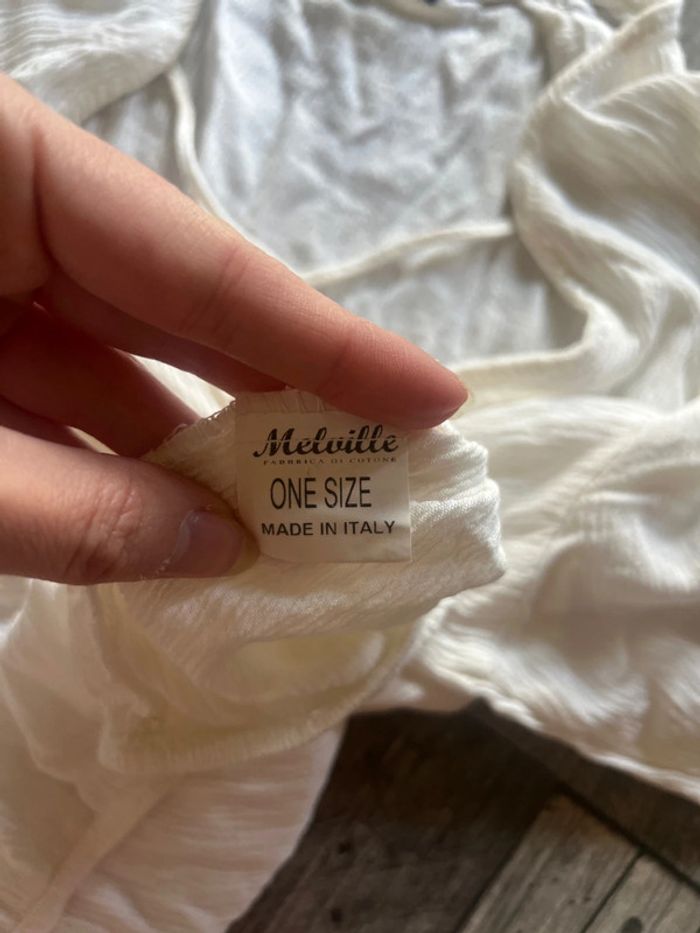 Melville
FABBRICA DI COTONE
ONE SIZE
MADE IN ITALY